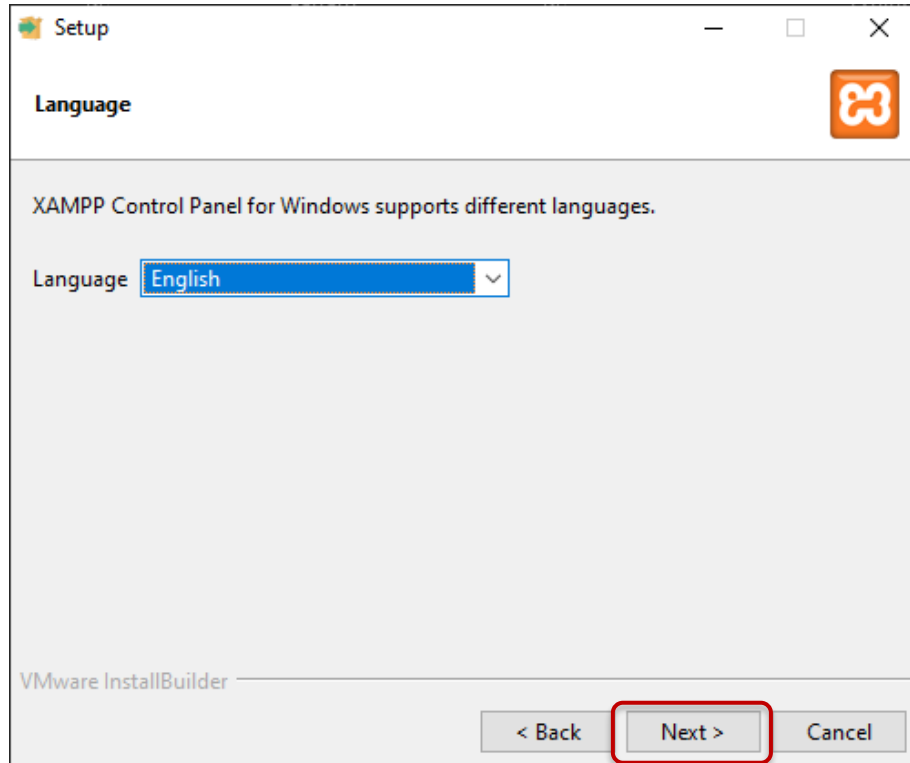 Setup
Language
XAMPP Control Panel for Windows supports different languages.
Language English
VMware InstallBuilder
< Back Next > Cancel